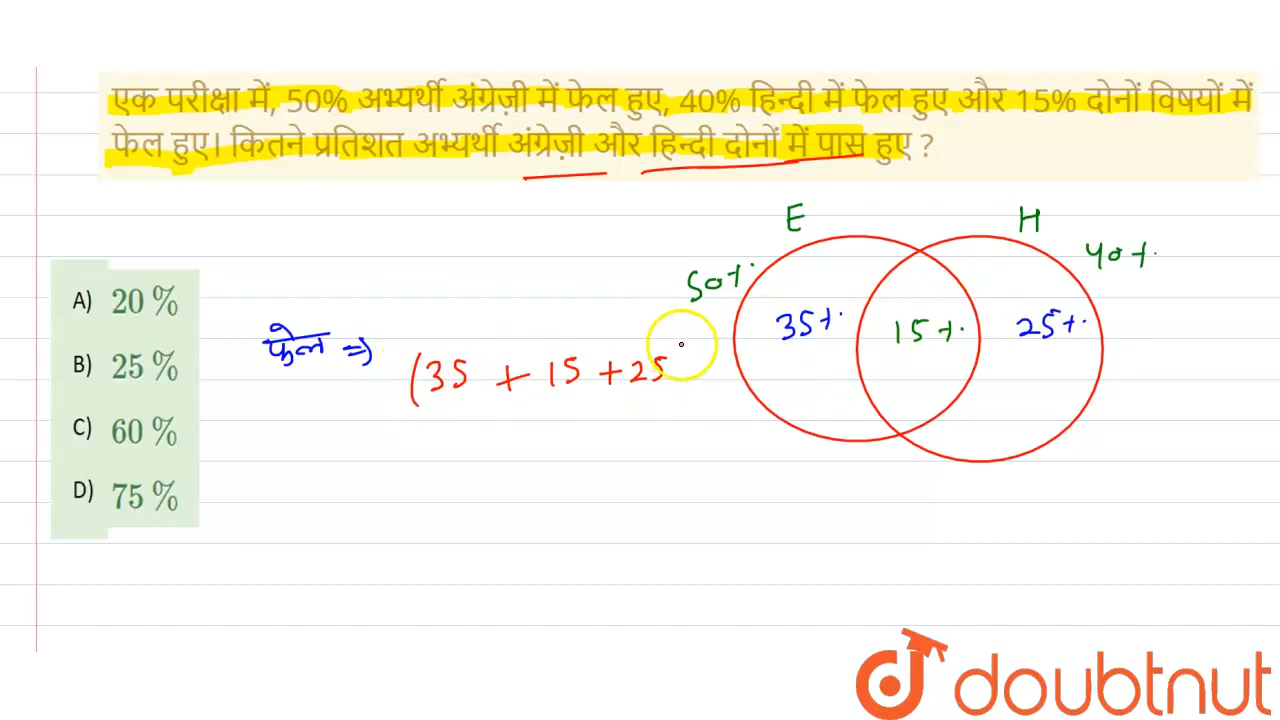 एक परीक्षा में, 50% अभ्यर्थी अंग्रेज़ी में फेल हुए, 40% हिन्दी में फेल हुए और 15% दोनों विषयों में
फेल हुए। कितने प्रतिशत अभ्यर्थी अंग्रेज़ी और हिन्दी दोनों में पास हुए ?
E H
50% 40%
A) 20 %
35% 15% 25%
फेल ⇒ (35 + 15 + 25
B) 25 %
C) 60 %
D) 75 %
doubtnut